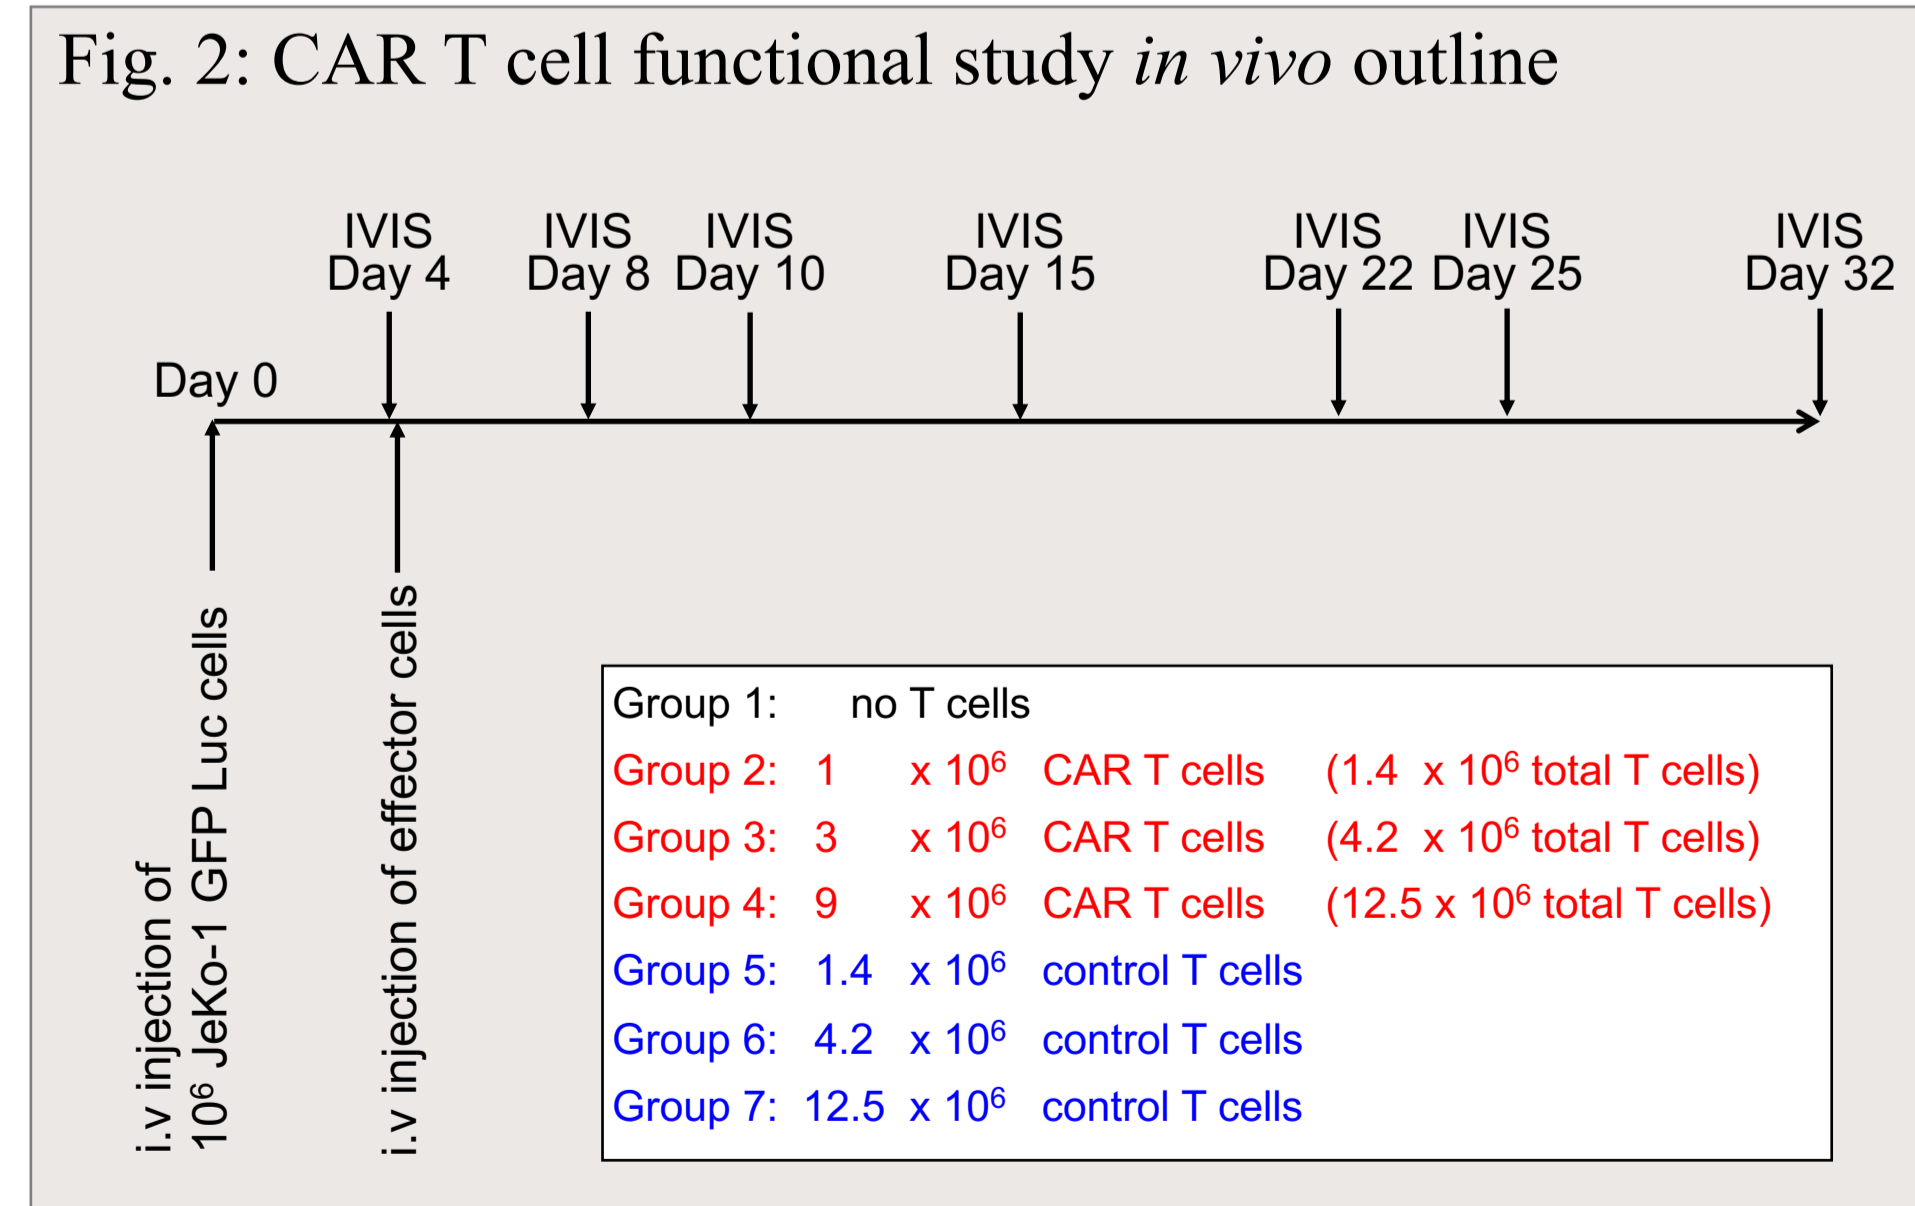 Fig. 2: CAR T cell functional study in vivo outline
IVIS
Day 4
IVIS
Day 8
IVIS
Day 10
IVIS
Day 15
IVIS
Day 22
IVIS
Day 25
IVIS
Day 32
Day 0
i.v injection of
10⁶ JeKo-1 GFP Luc cells
i.v injection of effector cells
Group 1: no T cells
Group 2: 1 x 10⁶ CAR T cells (1.4 x 10⁶ total T cells)
Group 3: 3 x 10⁶ CAR T cells (4.2 x 10⁶ total T cells)
Group 4: 9 x 10⁶ CAR T cells (12.5 x 10⁶ total T cells)
Group 5: 1.4 x 10⁶ control T cells
Group 6: 4.2 x 10⁶ control T cells
Group 7: 12.5 x 10⁶ control T cells